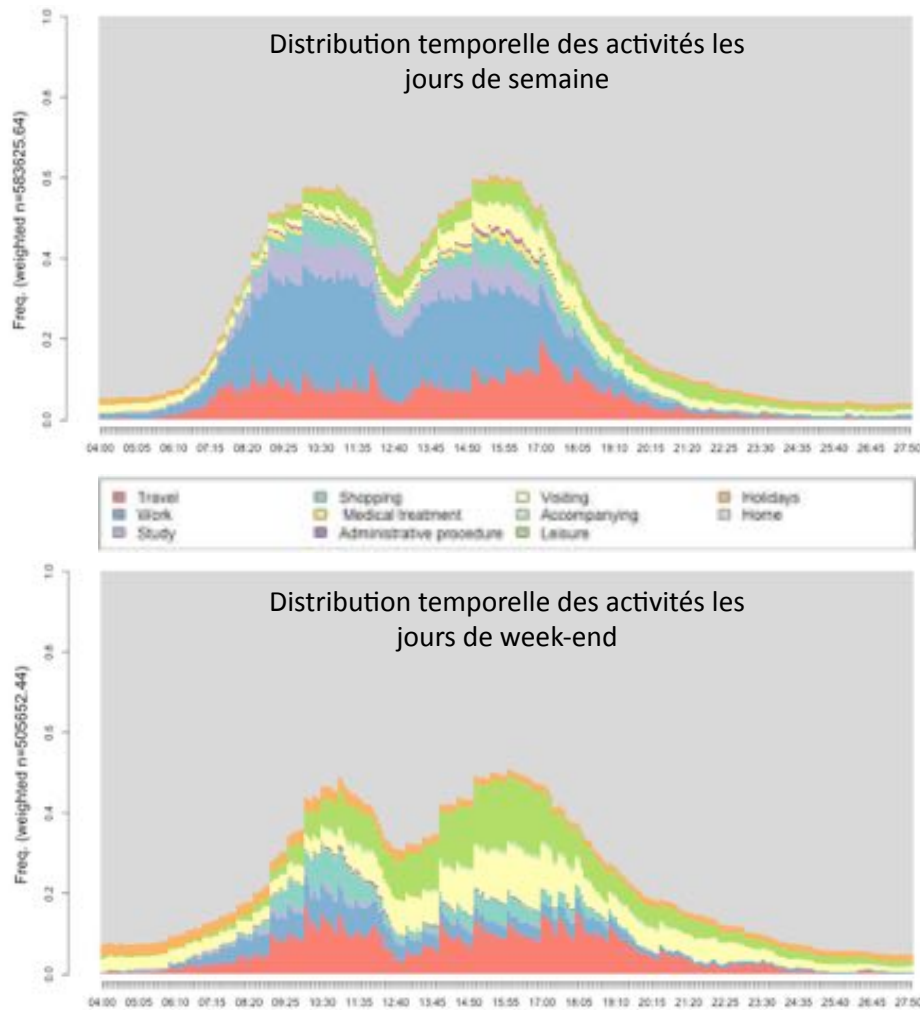 Distribution temporelle des activités les
jours de semaine
Freq. (weighted n=583625.64)
1.0
0.8
0.6
0.4
0.2
0.0
04:00 05:05 06:10 07:15 08:20 09:25 10:30 11:35 12:40 13:45 14:50 15:55 17:00 18:05 19:10 20:15 21:20 22:25 23:30 24:35 25:40 26:45 27:50
Travel Shopping Visiting Holidays
Work Medical treatment Accompanying Home
Study Administrative procedure Leisure
Distribution temporelle des activités les
jours de week-end
Freq. (weighted n=505652.44)
1.0
0.8
0.6
0.4
0.2
0.0
04:00 05:05 06:10 07:15 08:20 09:25 10:30 11:35 12:40 13:45 14:50 15:55 17:00 18:05 19:10 20:15 21:20 22:25 23:30 24:35 25:40 26:45 27:50